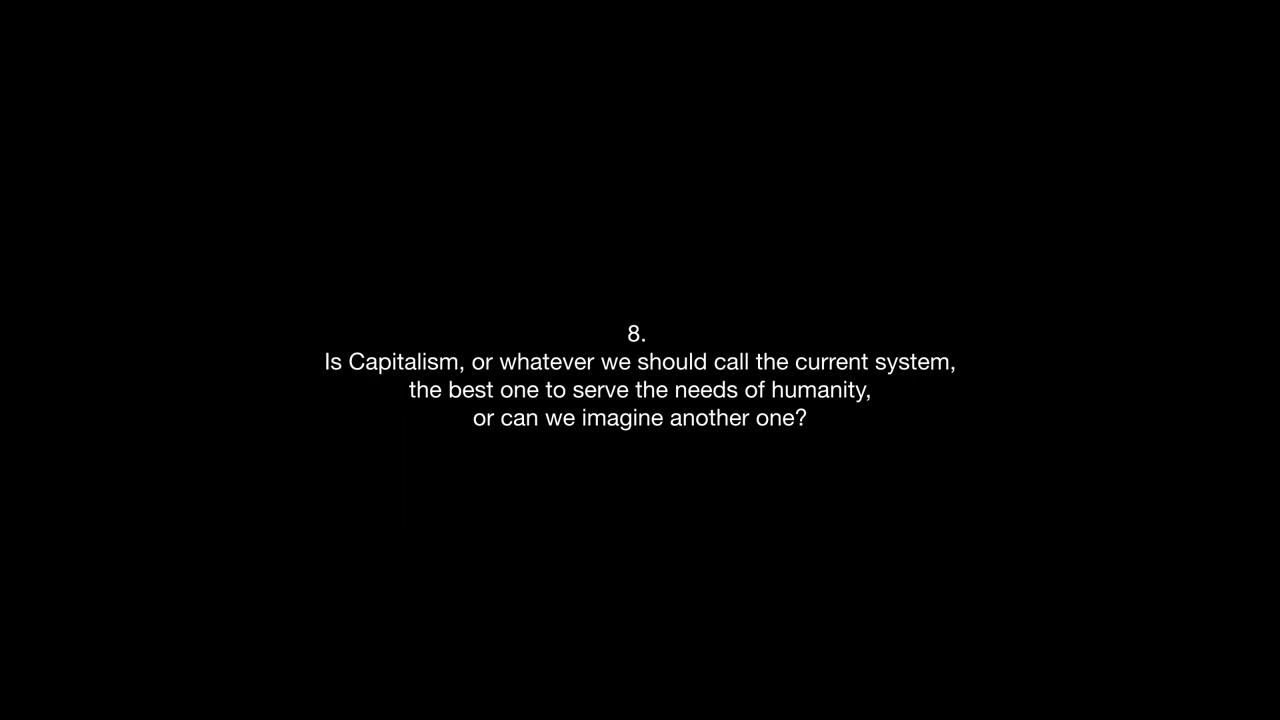 8.
Is Capitalism, or whatever we should call the current system,
the best one to serve the needs of humanity,
or can we imagine another one?